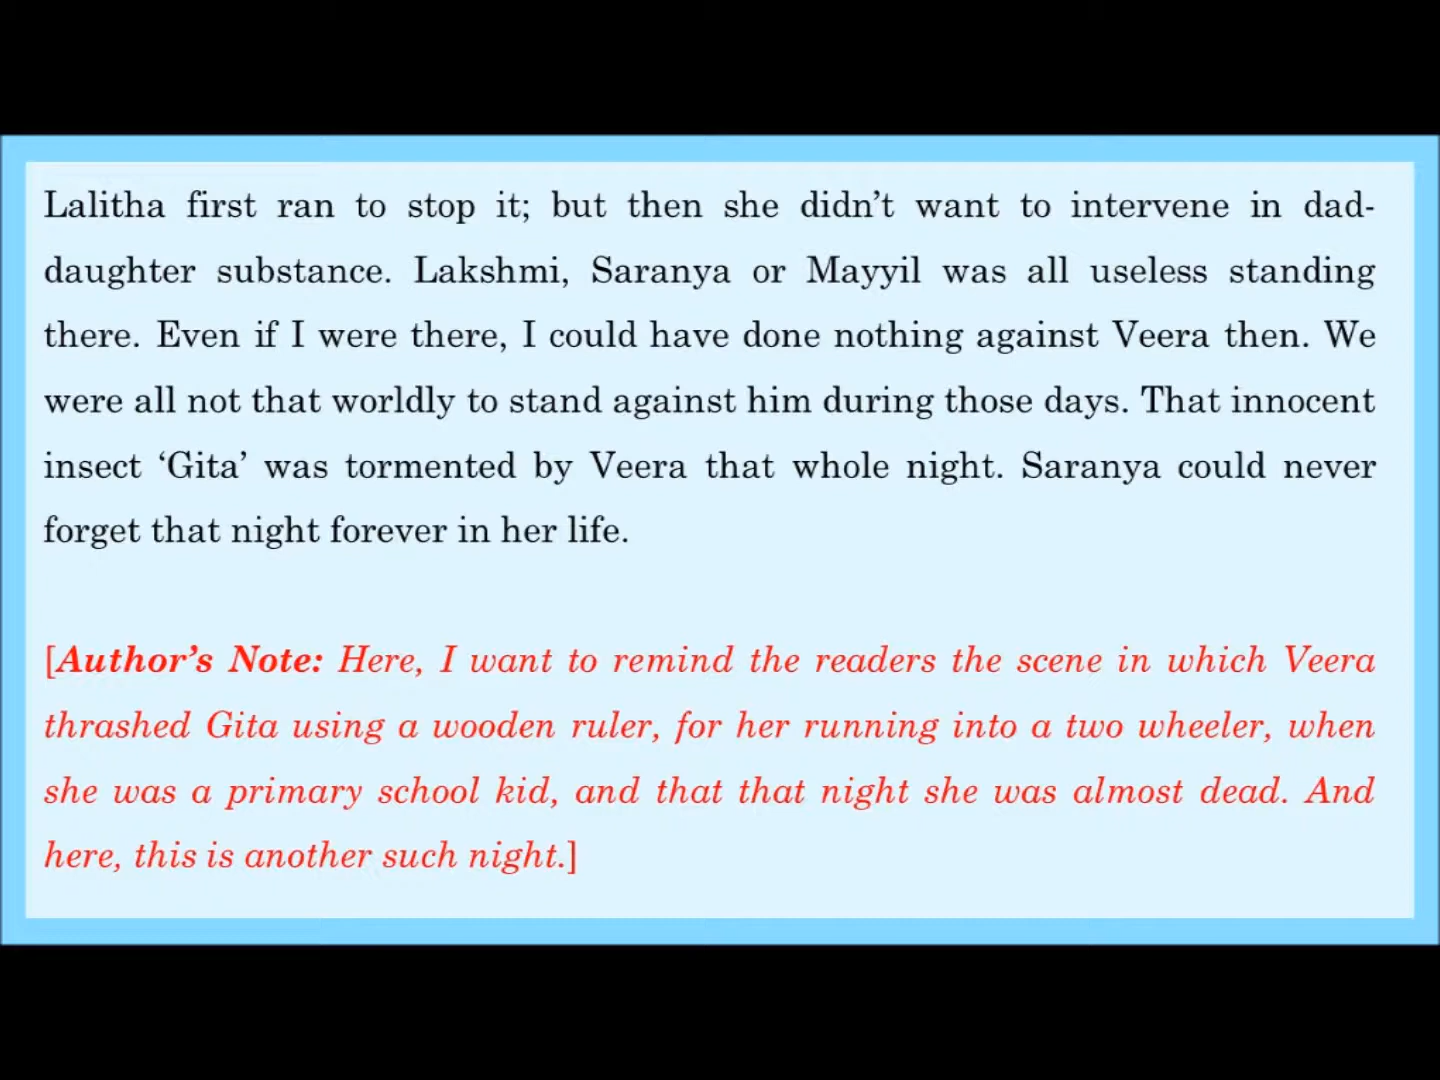 Lalitha first ran to stop it; but then she didn’t want to intervene in dad-
daughter substance. Lakshmi, Saranya or Mayyil was all useless standing
there. Even if I were there, I could have done nothing against Veera then. We
were all not that worldly to stand against him during those days. That innocent
insect ‘Gita’ was tormented by Veera that whole night. Saranya could never
forget that night forever in her life.
[Author’s Note: Here, I want to remind the readers the scene in which Veera
thrashed Gita using a wooden ruler, for her running into a two wheeler, when
she was a primary school kid, and that that night she was almost dead. And
here, this is another such night.]